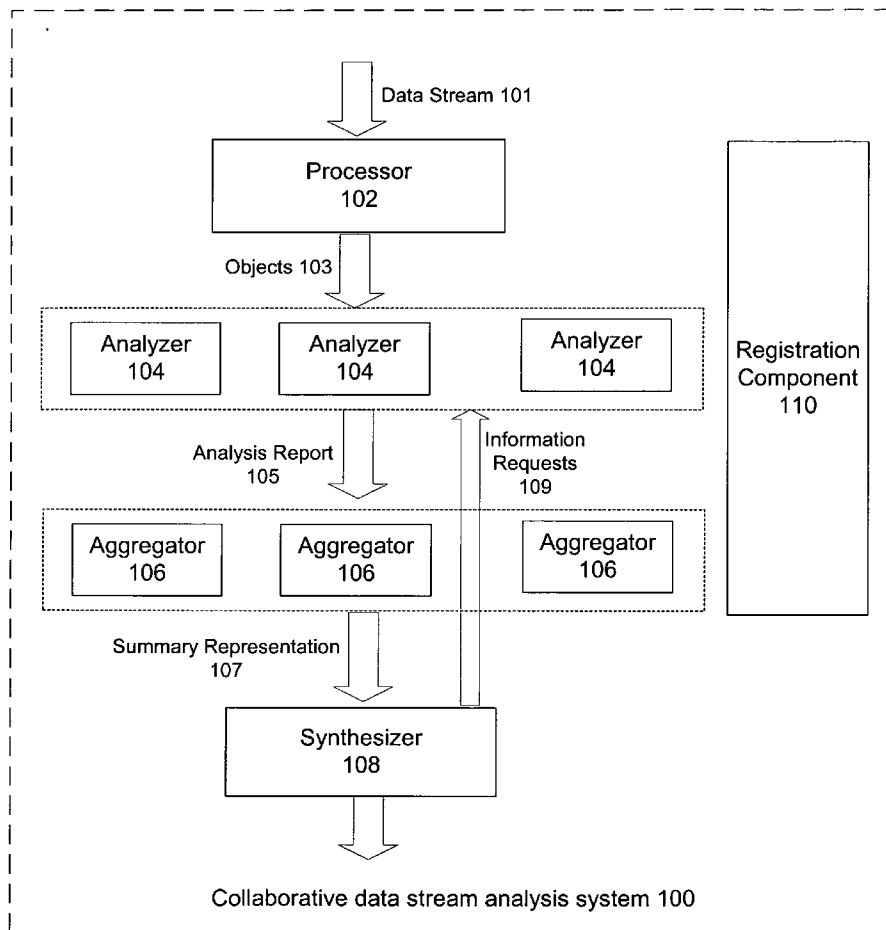 Data Stream 101
Processor
102
Objects 103
Analyzer
104
Analyzer
104
Analyzer
104
Registration
Component
110
Analysis Report
105
Information
Requests
109
Aggregator
106
Aggregator
106
Aggregator
106
Summary Representation
107
Synthesizer
108
Collaborative data stream analysis system 100